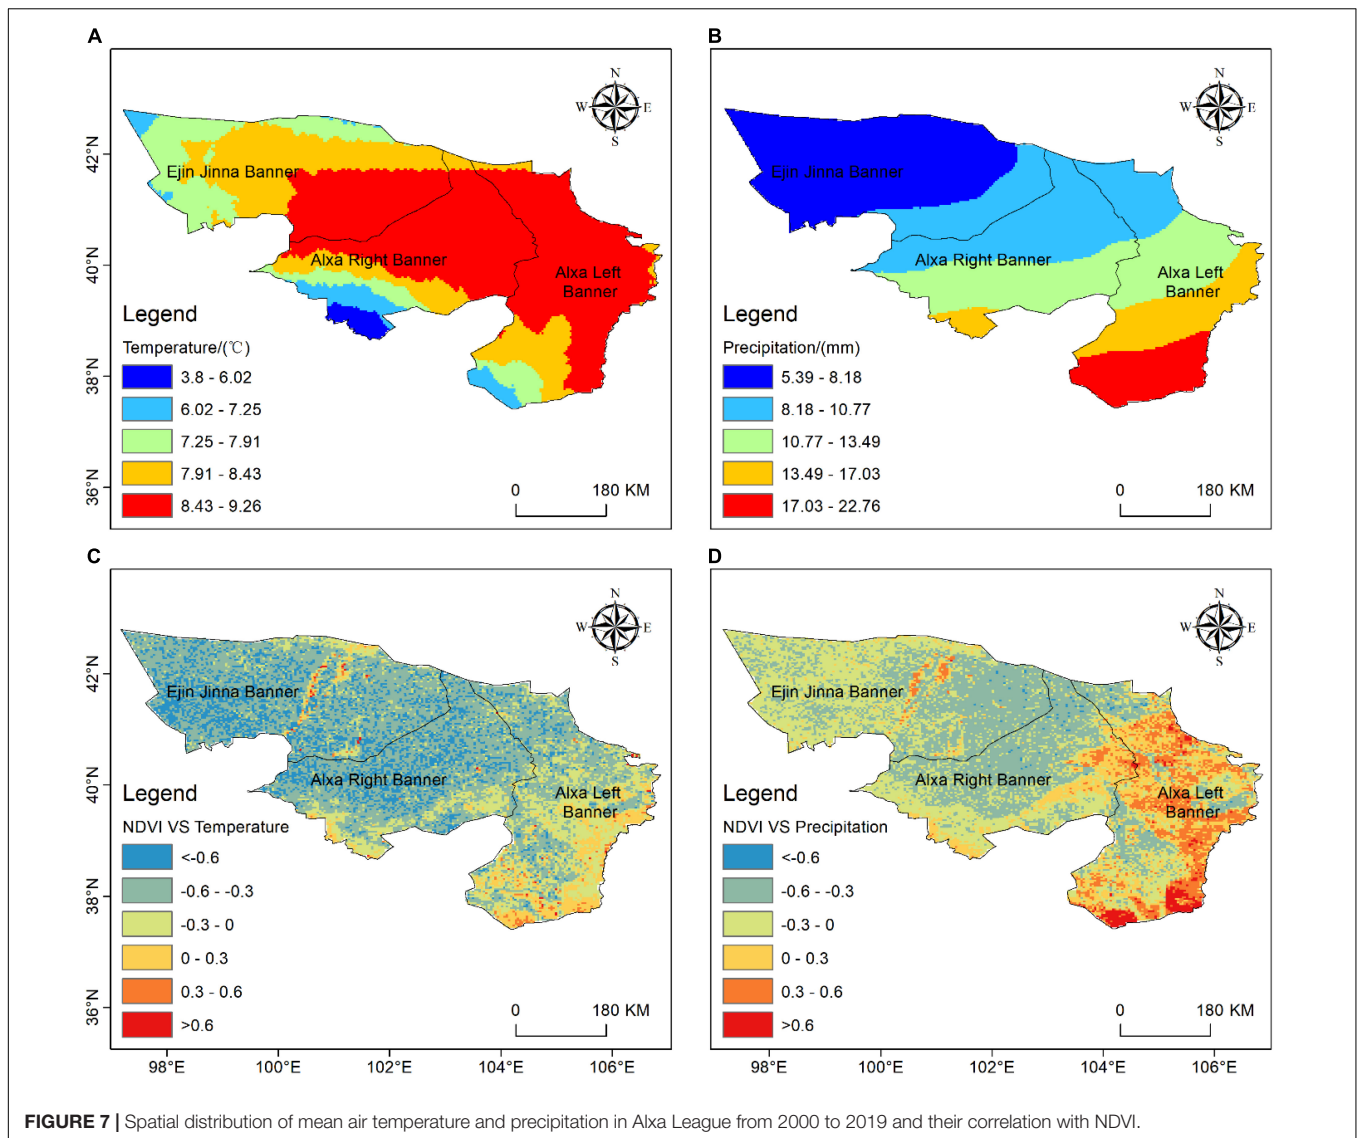 A
N
W E
S
Ejin Jinna Banner
Alxa Right Banner
Alxa Left
Banner
42°N
40°N
38°N
36°N
Legend
Temperature/(℃)
3.8 - 6.02
6.02 - 7.25
7.25 - 7.91
7.91 - 8.43
8.43 - 9.26
0 180 KM
B
N
W E
S
Ejin Jinna Banner
Alxa Right Banner
Alxa Left
Banner
Legend
Precipitation/(mm)
5.39 - 8.18
8.18 - 10.77
10.77 - 13.49
13.49 - 17.03
17.03 - 22.76
0 180 KM
C
N
W E
S
Ejin Jinna Banner
Alxa Right Banner
Alxa Left
Banner
42°N
40°N
38°N
36°N
Legend
NDVI VS Temperature
<-0.6
-0.6 - -0.3
-0.3 - 0
0 - 0.3
0.3 - 0.6
>0.6
0 180 KM
98°E 100°E 102°E 104°E 106°E
D
N
W E
S
Ejin Jinna Banner
Alxa Right Banner
Alxa Left
Banner
Legend
NDVI VS Precipitation
<-0.6
-0.6 - -0.3
-0.3 - 0
0 - 0.3
0.3 - 0.6
>0.6
0 180 KM
98°E 100°E 102°E 104°E 106°E
FIGURE 7 | Spatial distribution of mean air temperature and precipitation in Alxa League from 2000 to 2019 and their correlation with NDVI.